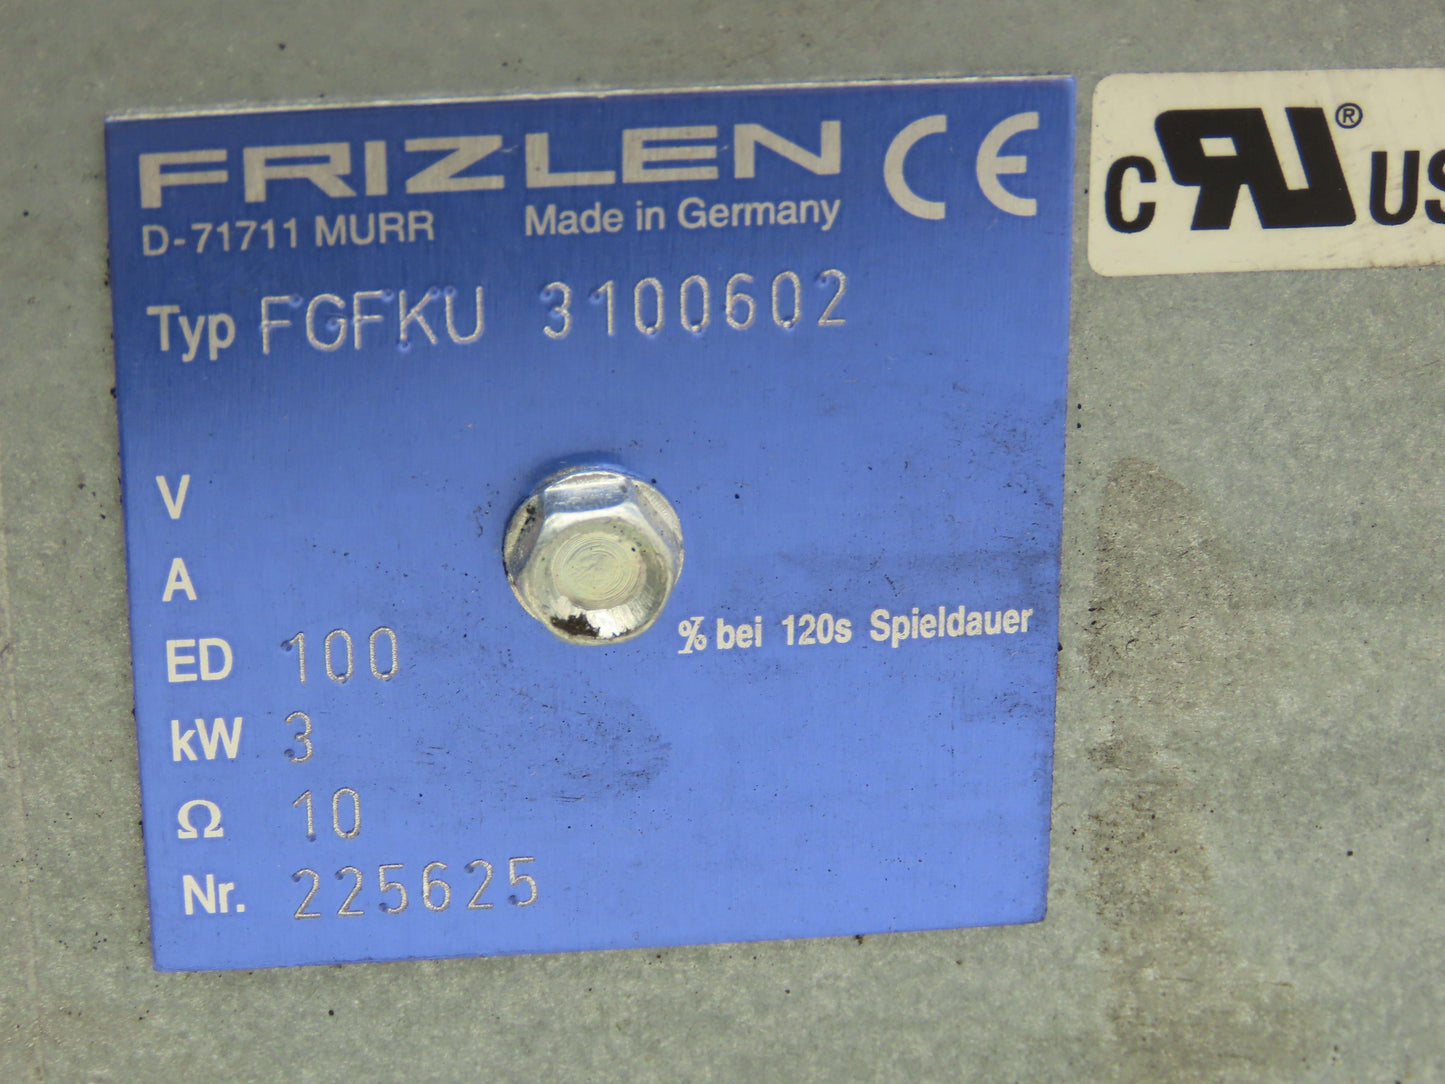 FRIZLEN CE
D-71711 MURR Made in Germany
Typ FGFKU 3100602
V
A
ED 100 % bei 120s Spieldauer
kW 3
Ω 10
Nr. 225625
C RU ® US